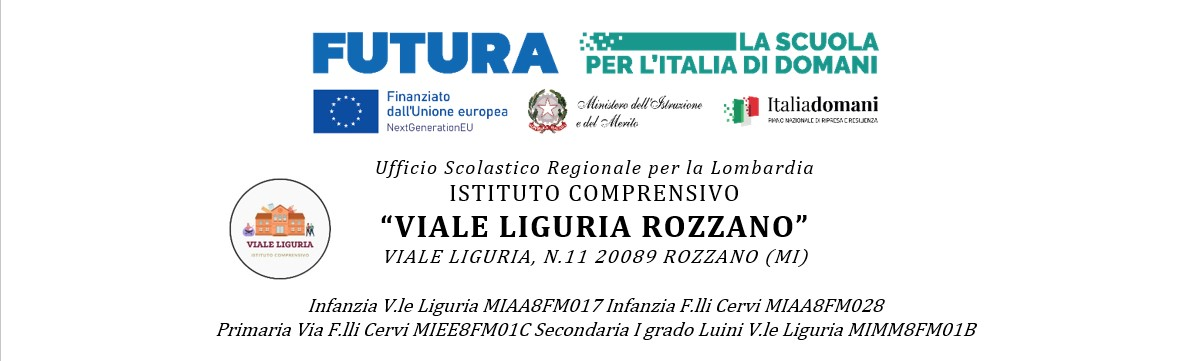 FUTURA
LA SCUOLA
PER L'ITALIA DI DOMANI
Finanziato
dall'Unione europea
NextGenerationEU
Ministero dell'Istruzione
e del Merito
Italiadomani
PIANO NAZIONALE DI RIPRESA E RESILIENZA
Ufficio Scolastico Regionale per la Lombardia
ISTITUTO COMPRENSIVO
“VIALE LIGURIA ROZZANO”
VIALE LIGURIA, N.11 20089 ROZZANO (MI)
VIALE LIGURIA
ISTITUTO COMPRENSIVO
Infanzia V.le Liguria MIAA8FM017 Infanzia F.lli Cervi MIAA8FM028
Primaria Via F.lli Cervi MIEE8FM01C Secondaria I grado Luini V.le Liguria MIMM8FM01B